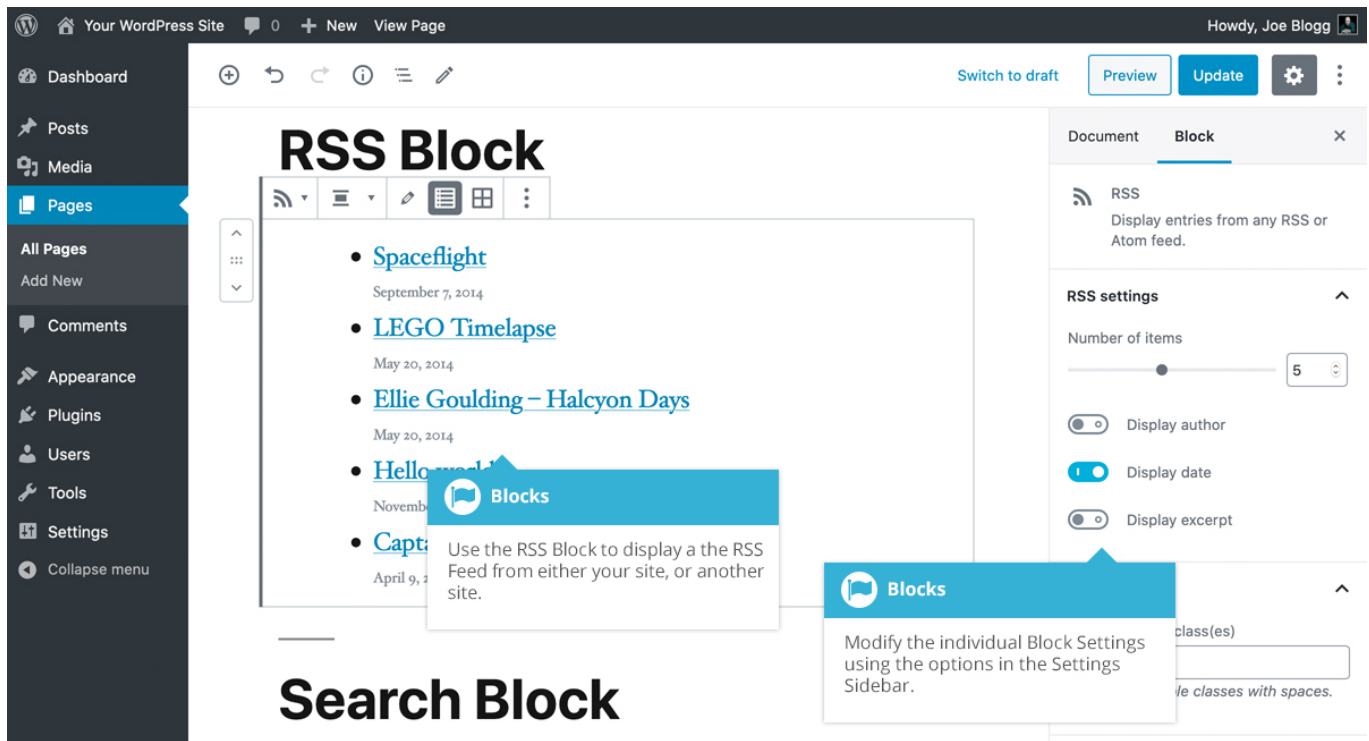 Your WordPress Site 0 New View Page Howdy, Joe Blogg
Dashboard
Posts
Media
Pages
All Pages
Add New
Comments
Appearance
Plugins
Users
Tools
Settings
Collapse menu
Switch to draft Preview Update
RSS Block
Spaceflight
September 7, 2014
LEGO Timelapse
May 20, 2014
Ellie Goulding – Halcyon Days
May 20, 2014
Hello
April 9,
Blocks
Use the RSS Block to display a the RSS
Feed from either your site, or another
site.
Search Block
Document Block
RSS
Display entries from any RSS or
Atom feed.
RSS settings
Number of items
5
Display author
Display date
Display excerpt
Blocks
Modify the individual Block Settings
using the options in the Settings
Sidebar.
class(es)
classes with spaces.